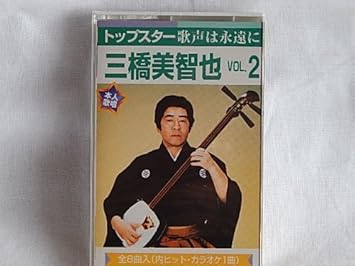 トップスター歌声は永遠に
三橋美智也 VOL.2
本人
歌唱
全8曲入(内ヒット・カラオケ1曲)